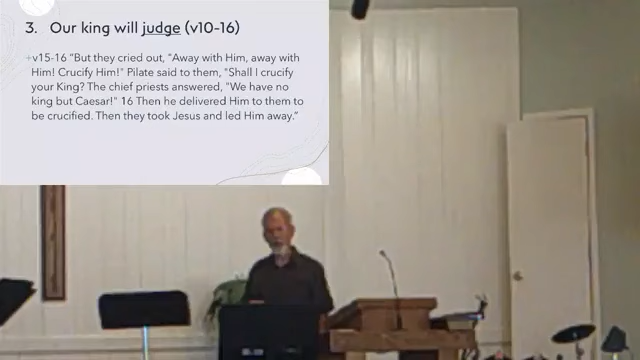 3. Our king will judge (v10-16)
v15-16 "But they cried out, "Away with Him, away with
Him! Crucify Him!" Pilate said to them, "Shall I crucify
your King? The chief priests answered, "We have no
king but Caesar!" 16 Then he delivered Him to them to
be crucified. Then they took Jesus and led Him away."